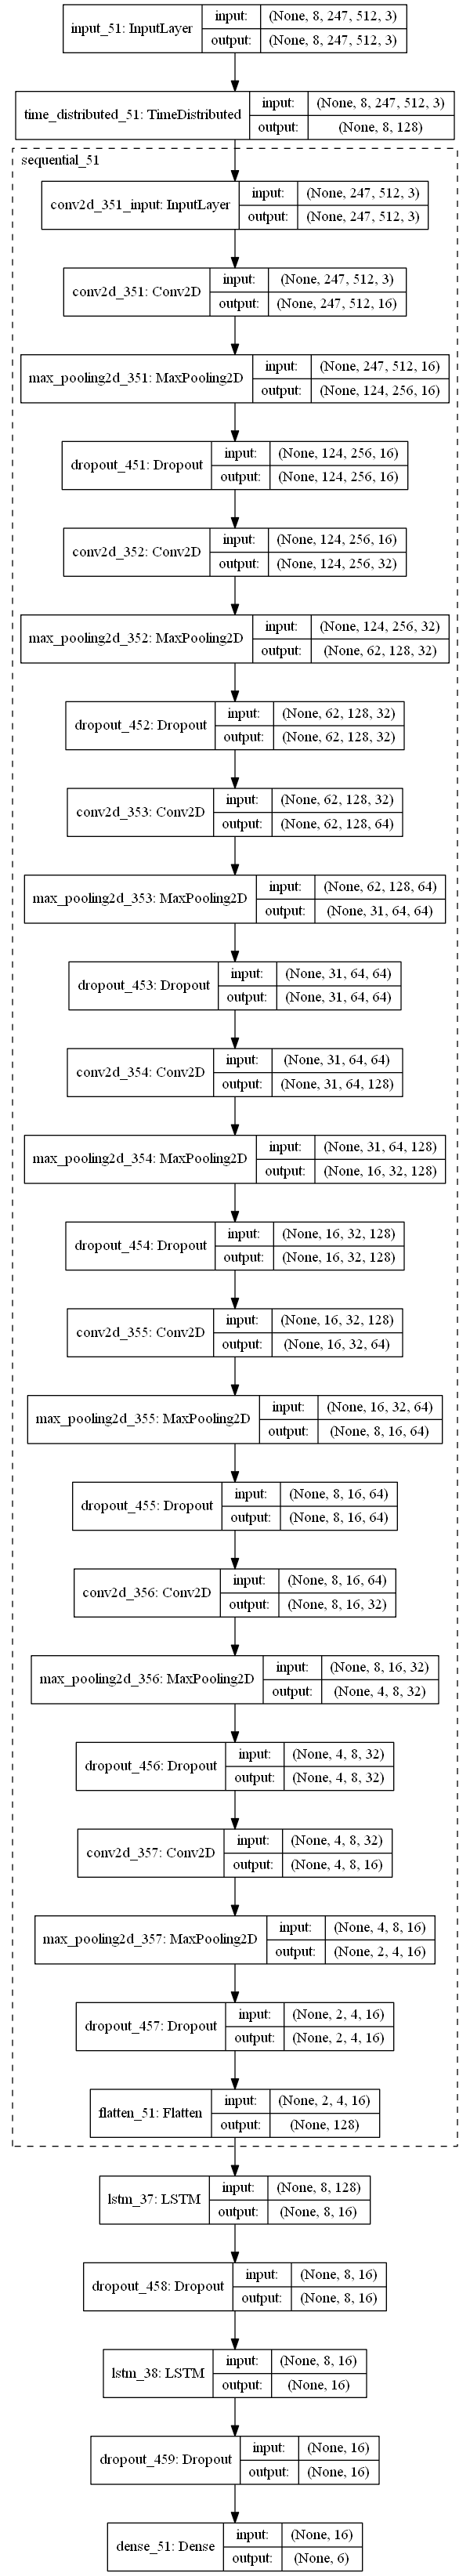 input_51: InputLayer
input: (None, 8, 247, 512, 3)
output: (None, 8, 247, 512, 3)
time_distributed_51: TimeDistributed
input: (None, 8, 247, 512, 3)
output: (None, 8, 128)
sequential_51
conv2d_351_input: InputLayer
input: (None, 247, 512, 3)
output: (None, 247, 512, 3)
conv2d_351: Conv2D
input: (None, 247, 512, 3)
output: (None, 247, 512, 16)
max_pooling2d_351: MaxPooling2D
input: (None, 247, 512, 16)
output: (None, 124, 256, 16)
dropout_451: Dropout
input: (None, 124, 256, 16)
output: (None, 124, 256, 16)
conv2d_352: Conv2D
input: (None, 124, 256, 16)
output: (None, 124, 256, 32)
max_pooling2d_352: MaxPooling2D
input: (None, 124, 256, 32)
output: (None, 62, 128, 32)
dropout_452: Dropout
input: (None, 62, 128, 32)
output: (None, 62, 128, 32)
conv2d_353: Conv2D
input: (None, 62, 128, 32)
output: (None, 62, 128, 64)
max_pooling2d_353: MaxPooling2D
input: (None, 62, 128, 64)
output: (None, 31, 64, 64)
dropout_453: Dropout
input: (None, 31, 64, 64)
output: (None, 31, 64, 64)
conv2d_354: Conv2D
input: (None, 31, 64, 64)
output: (None, 31, 64, 128)
max_pooling2d_354: MaxPooling2D
input: (None, 31, 64, 128)
output: (None, 16, 32, 128)
dropout_454: Dropout
input: (None, 16, 32, 128)
output: (None, 16, 32, 128)
conv2d_355: Conv2D
input: (None, 16, 32, 128)
output: (None, 16, 32, 64)
max_pooling2d_355: MaxPooling2D
input: (None, 16, 32, 64)
output: (None, 8, 16, 64)
dropout_455: Dropout
input: (None, 8, 16, 64)
output: (None, 8, 16, 64)
conv2d_356: Conv2D
input: (None, 8, 16, 64)
output: (None, 8, 16, 32)
max_pooling2d_356: MaxPooling2D
input: (None, 8, 16, 32)
output: (None, 4, 8, 32)
dropout_456: Dropout
input: (None, 4, 8, 32)
output: (None, 4, 8, 32)
conv2d_357: Conv2D
input: (None, 4, 8, 32)
output: (None, 4, 8, 16)
max_pooling2d_357: MaxPooling2D
input: (None, 4, 8, 16)
output: (None, 2, 4, 16)
dropout_457: Dropout
input: (None, 2, 4, 16)
output: (None, 2, 4, 16)
flatten_51: Flatten
input: (None, 2, 4, 16)
output: (None, 128)
lstm_37: LSTM
input: (None, 8, 128)
output: (None, 8, 16)
dropout_458: Dropout
input: (None, 8, 16)
output: (None, 8, 16)
lstm_38: LSTM
input: (None, 8, 16)
output: (None, 16)
dropout_459: Dropout
input: (None, 16)
output: (None, 16)
dense_51: Dense
input: (None, 16)
output: (None, 6)